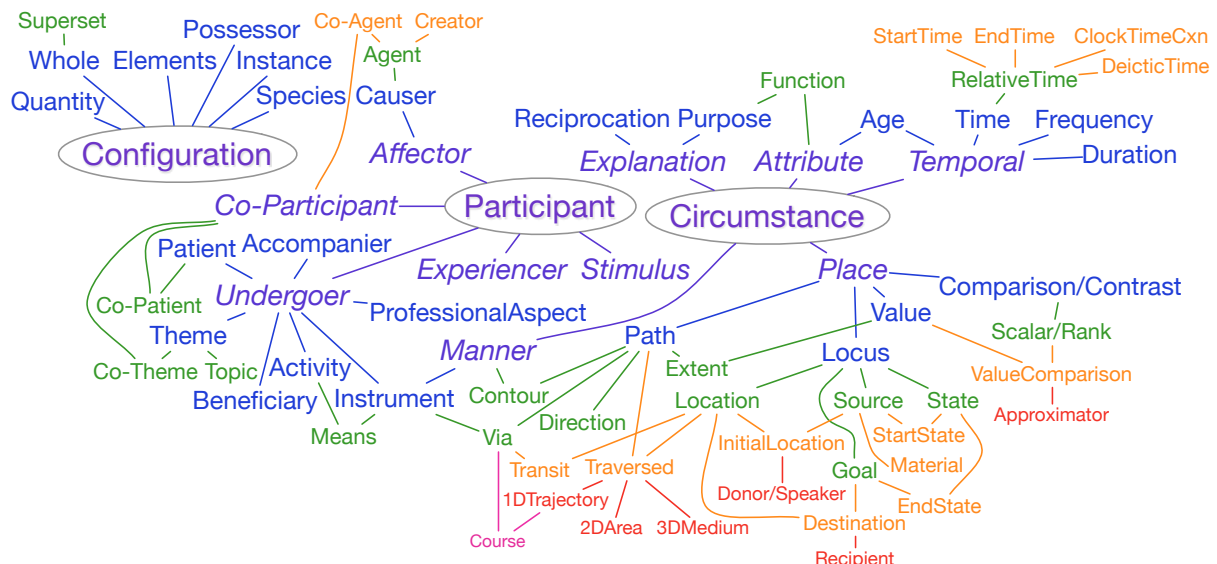 Superset
Co-Agent
Creator
StartTime
EndTime
ClockTimeCxn
Possessor
Whole
Elements
Instance
Agent
Function
RelativeTime
DeicticTime
Quantity
Species
Causer
Reciprocation
Purpose
Age
Time
Frequency
Configuration
Affector
Explanation
Attribute
Temporal
Duration
Co-Participant
Participant
Circumstance
Patient
Accompanier
Experiencer
Stimulus
Place
Comparison/Contrast
Co-Patient
Undergoer
ProfessionalAspect
Value
Theme
Manner
Path
Locus
Scalar/Rank
Co-Theme
Topic
Activity
Extent
ValueComparison
Beneficiary
Instrument
Contour
Location
Source
State
Approximator
Means
Via
Direction
InitialLocation
StartState
Transit
Traversed
Goal
Material
1DTrajectory
Donor/Speaker
EndState
2DArea
3DMedium
Destination
Course
Recipient